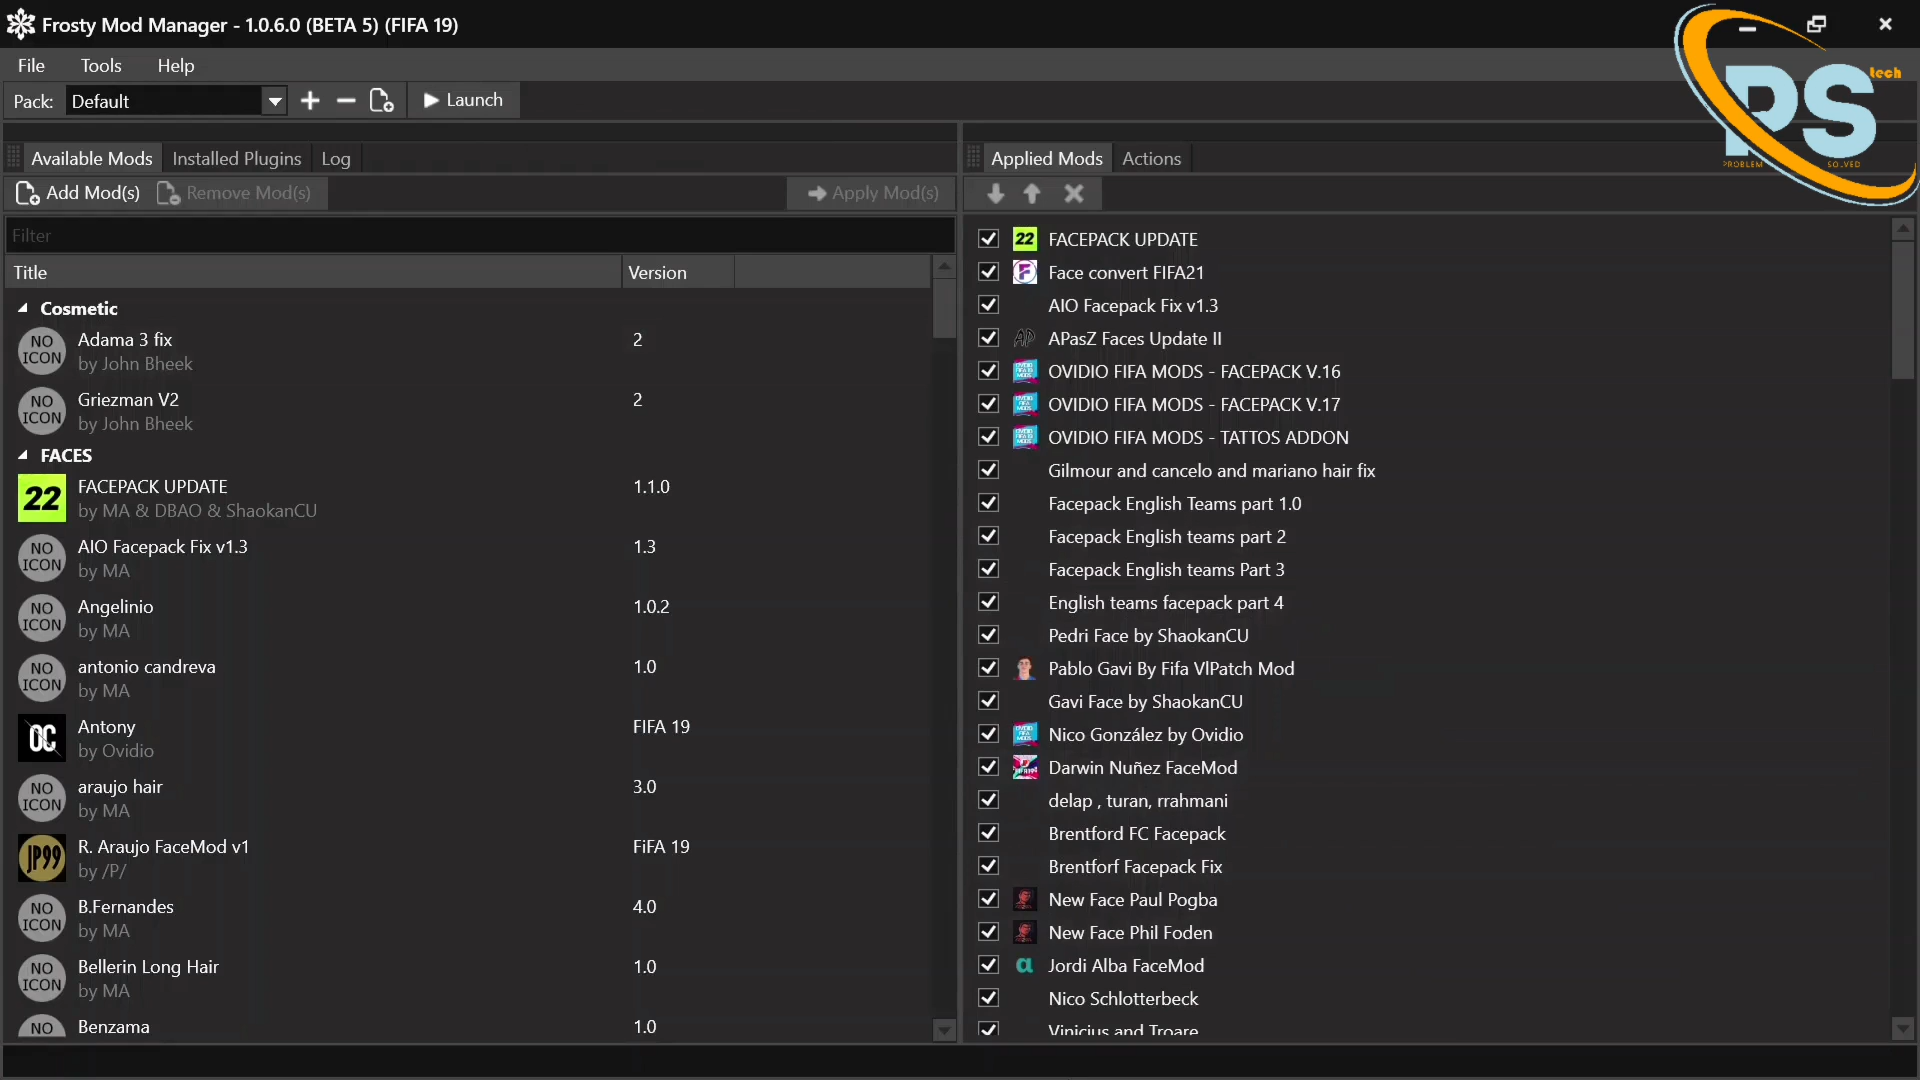 Frosty Mod Manager - 1.0.6.0 (BETA 5) (FIFA 19)
File Tools Help
Pack: Default Launch
PS tech
PROBLEM SOLVED
Available Mods Installed Plugins Log
Add Mod(s) Remove Mod(s) Apply Mod(s)
Filter
Title Version
Cosmetic
NO ICON Adama 3 fix 2
by John Bheek
NO ICON Griezman V2 2
by John Bheek
FACES
22 FACEPACK UPDATE 1.1.0
by MA & DBAO & ShaokanCU
NO ICON AIO Facepack Fix v1.3 1.3
by MA
NO ICON Angelinio 1.0.2
by MA
NO ICON antonio candreva 1.0
by MA
OC Antony FIFA 19
by Ovidio
NO ICON araujo hair 3.0
by MA
JP99 R. Araujo FaceMod v1 FiFA 19
by /P/
NO ICON B.Fernandes 4.0
by MA
NO ICON Bellerin Long Hair 1.0
by MA
NO Benzama 1.0
Applied Mods Actions
22 FACEPACK UPDATE
F Face convert FIFA21
AIO Facepack Fix v1.3
AP APasZ Faces Update II
OVIDIO FIFA MODS - FACEPACK V.16
OVIDIO FIFA MODS - FACEPACK V.17
OVIDIO FIFA MODS - TATTOS ADDON
Gilmour and cancelo and mariano hair fix
Facepack English Teams part 1.0
Facepack English teams part 2
Facepack English teams Part 3
English teams facepack part 4
Pedri Face by ShaokanCU
Pablo Gavi By Fifa VlPatch Mod
Gavi Face by ShaokanCU
Nico González by Ovidio
Darwin Nuñez FaceMod
delap , turan, rrahmani
Brentford FC Facepack
Brentforf Facepack Fix
New Face Paul Pogba
New Face Phil Foden
α Jordi Alba FaceMod
Nico Schlotterbeck
Vinicius and Troare